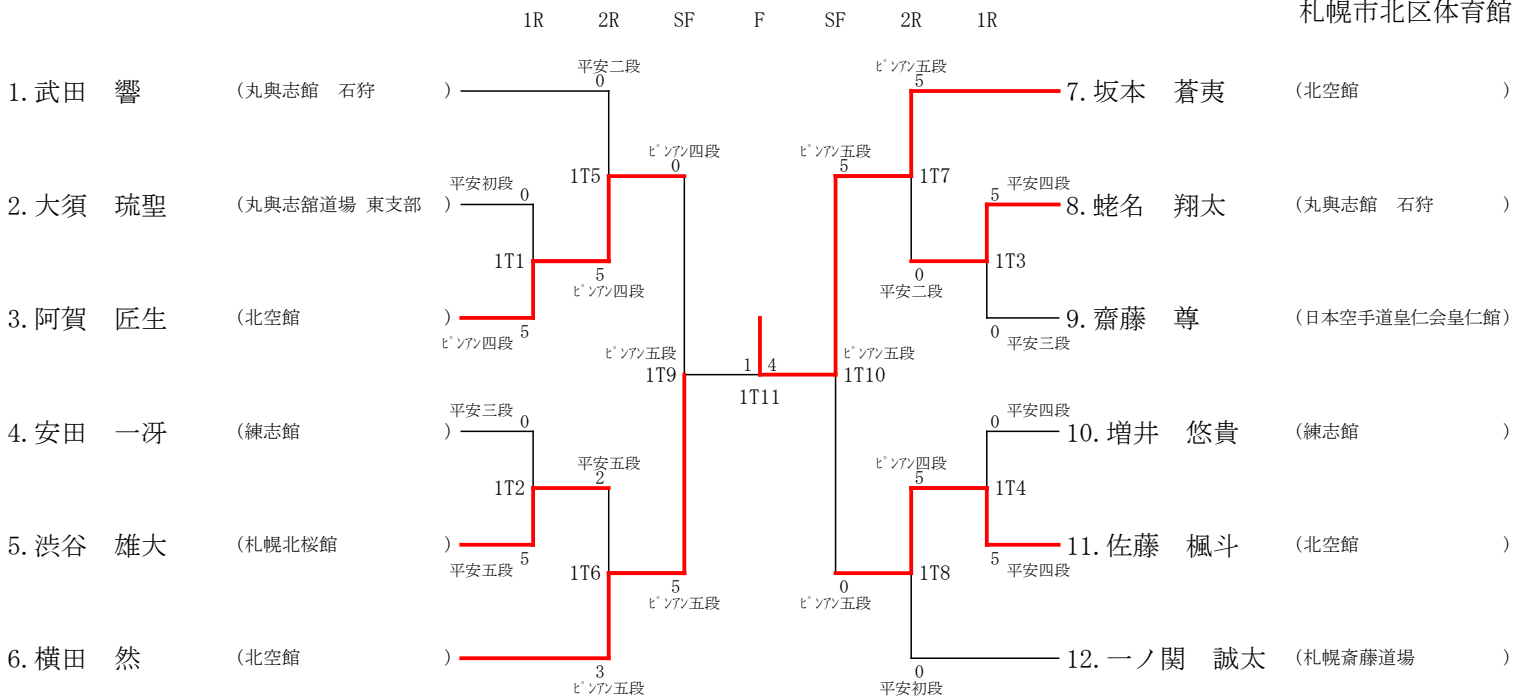 札幌市北区体育館
1R 2R SF F SF 2R 1R
平安二段 ピンアン五段
0 5
1. 武田 響 (丸興志館 石狩 ) 7. 坂本 蒼夷 (北空館 )
ピンアン四段 ピンアン五段
0 5
1T5 1T7
平安初段 平安四段
0 5
2. 大須 琉聖 (丸興志舘道場 東支部 ) 8. 蛯名 翔太 (丸興志館 石狩 )
1T1 1T3
5 0
ピンアン四段 平安二段
3. 阿賀 匠生 (北空館 ) 9. 齋藤 尊 (日本空手道皇仁会皇仁館)
5 0
ピンアン四段 平安三段
ピンアン五段 ピンアン五段
1T9 1 4 1T10
1T11
平安三段 平安四段
0 0
4. 安田 一冴 (練志館 ) 10. 増井 悠貴 (練志館 )
平安五段 ピンアン四段
2 5
1T2 1T4
5. 渋谷 雄大 (札幌北桜館 ) 11. 佐藤 楓斗 (北空館 )
5 5
平安五段 平安四段
1T6 1T8
5 0
ピンアン五段 ピンアン五段
6. 横田 然 (北空館 ) 12. 一ノ関 誠太 (札幌斎藤道場 )
3 0
ピンアン五段 平安初段